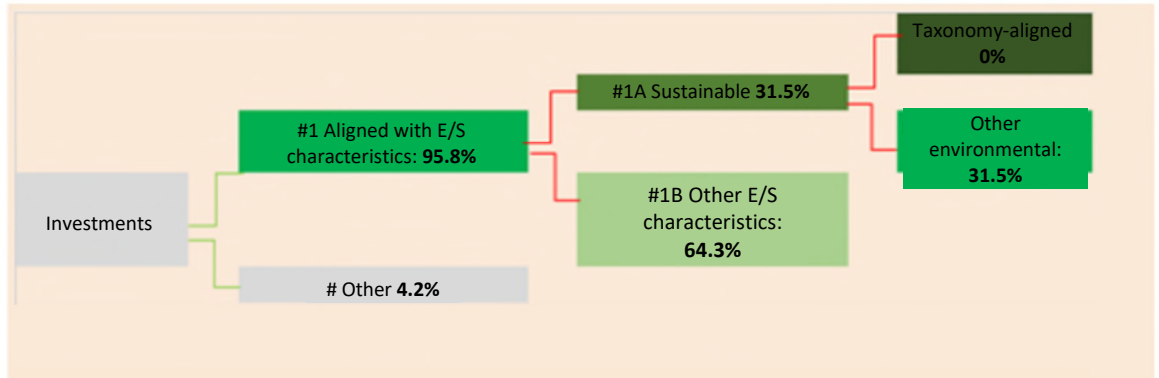 Investments
#1 Aligned with E/S
characteristics: 95.8%
# Other 4.2%
#1A Sustainable 31.5%
#1B Other E/S
characteristics:
64.3%
Taxonomy-aligned
0%
Other
environmental:
31.5%